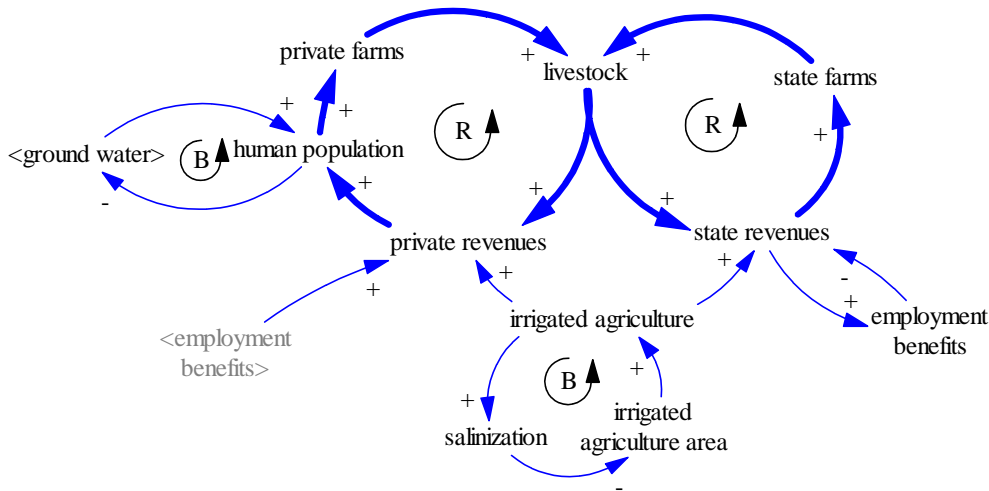 private farms
+
+
livestock
state farms
+
+
R
R
+
<ground water>
B
human population
-
+
+
+
private revenues
state revenues
+
+
+
-
+
<employment
benefits>
irrigated agriculture
employment
benefits
B
+
+
irrigated
agriculture area
salinization
-